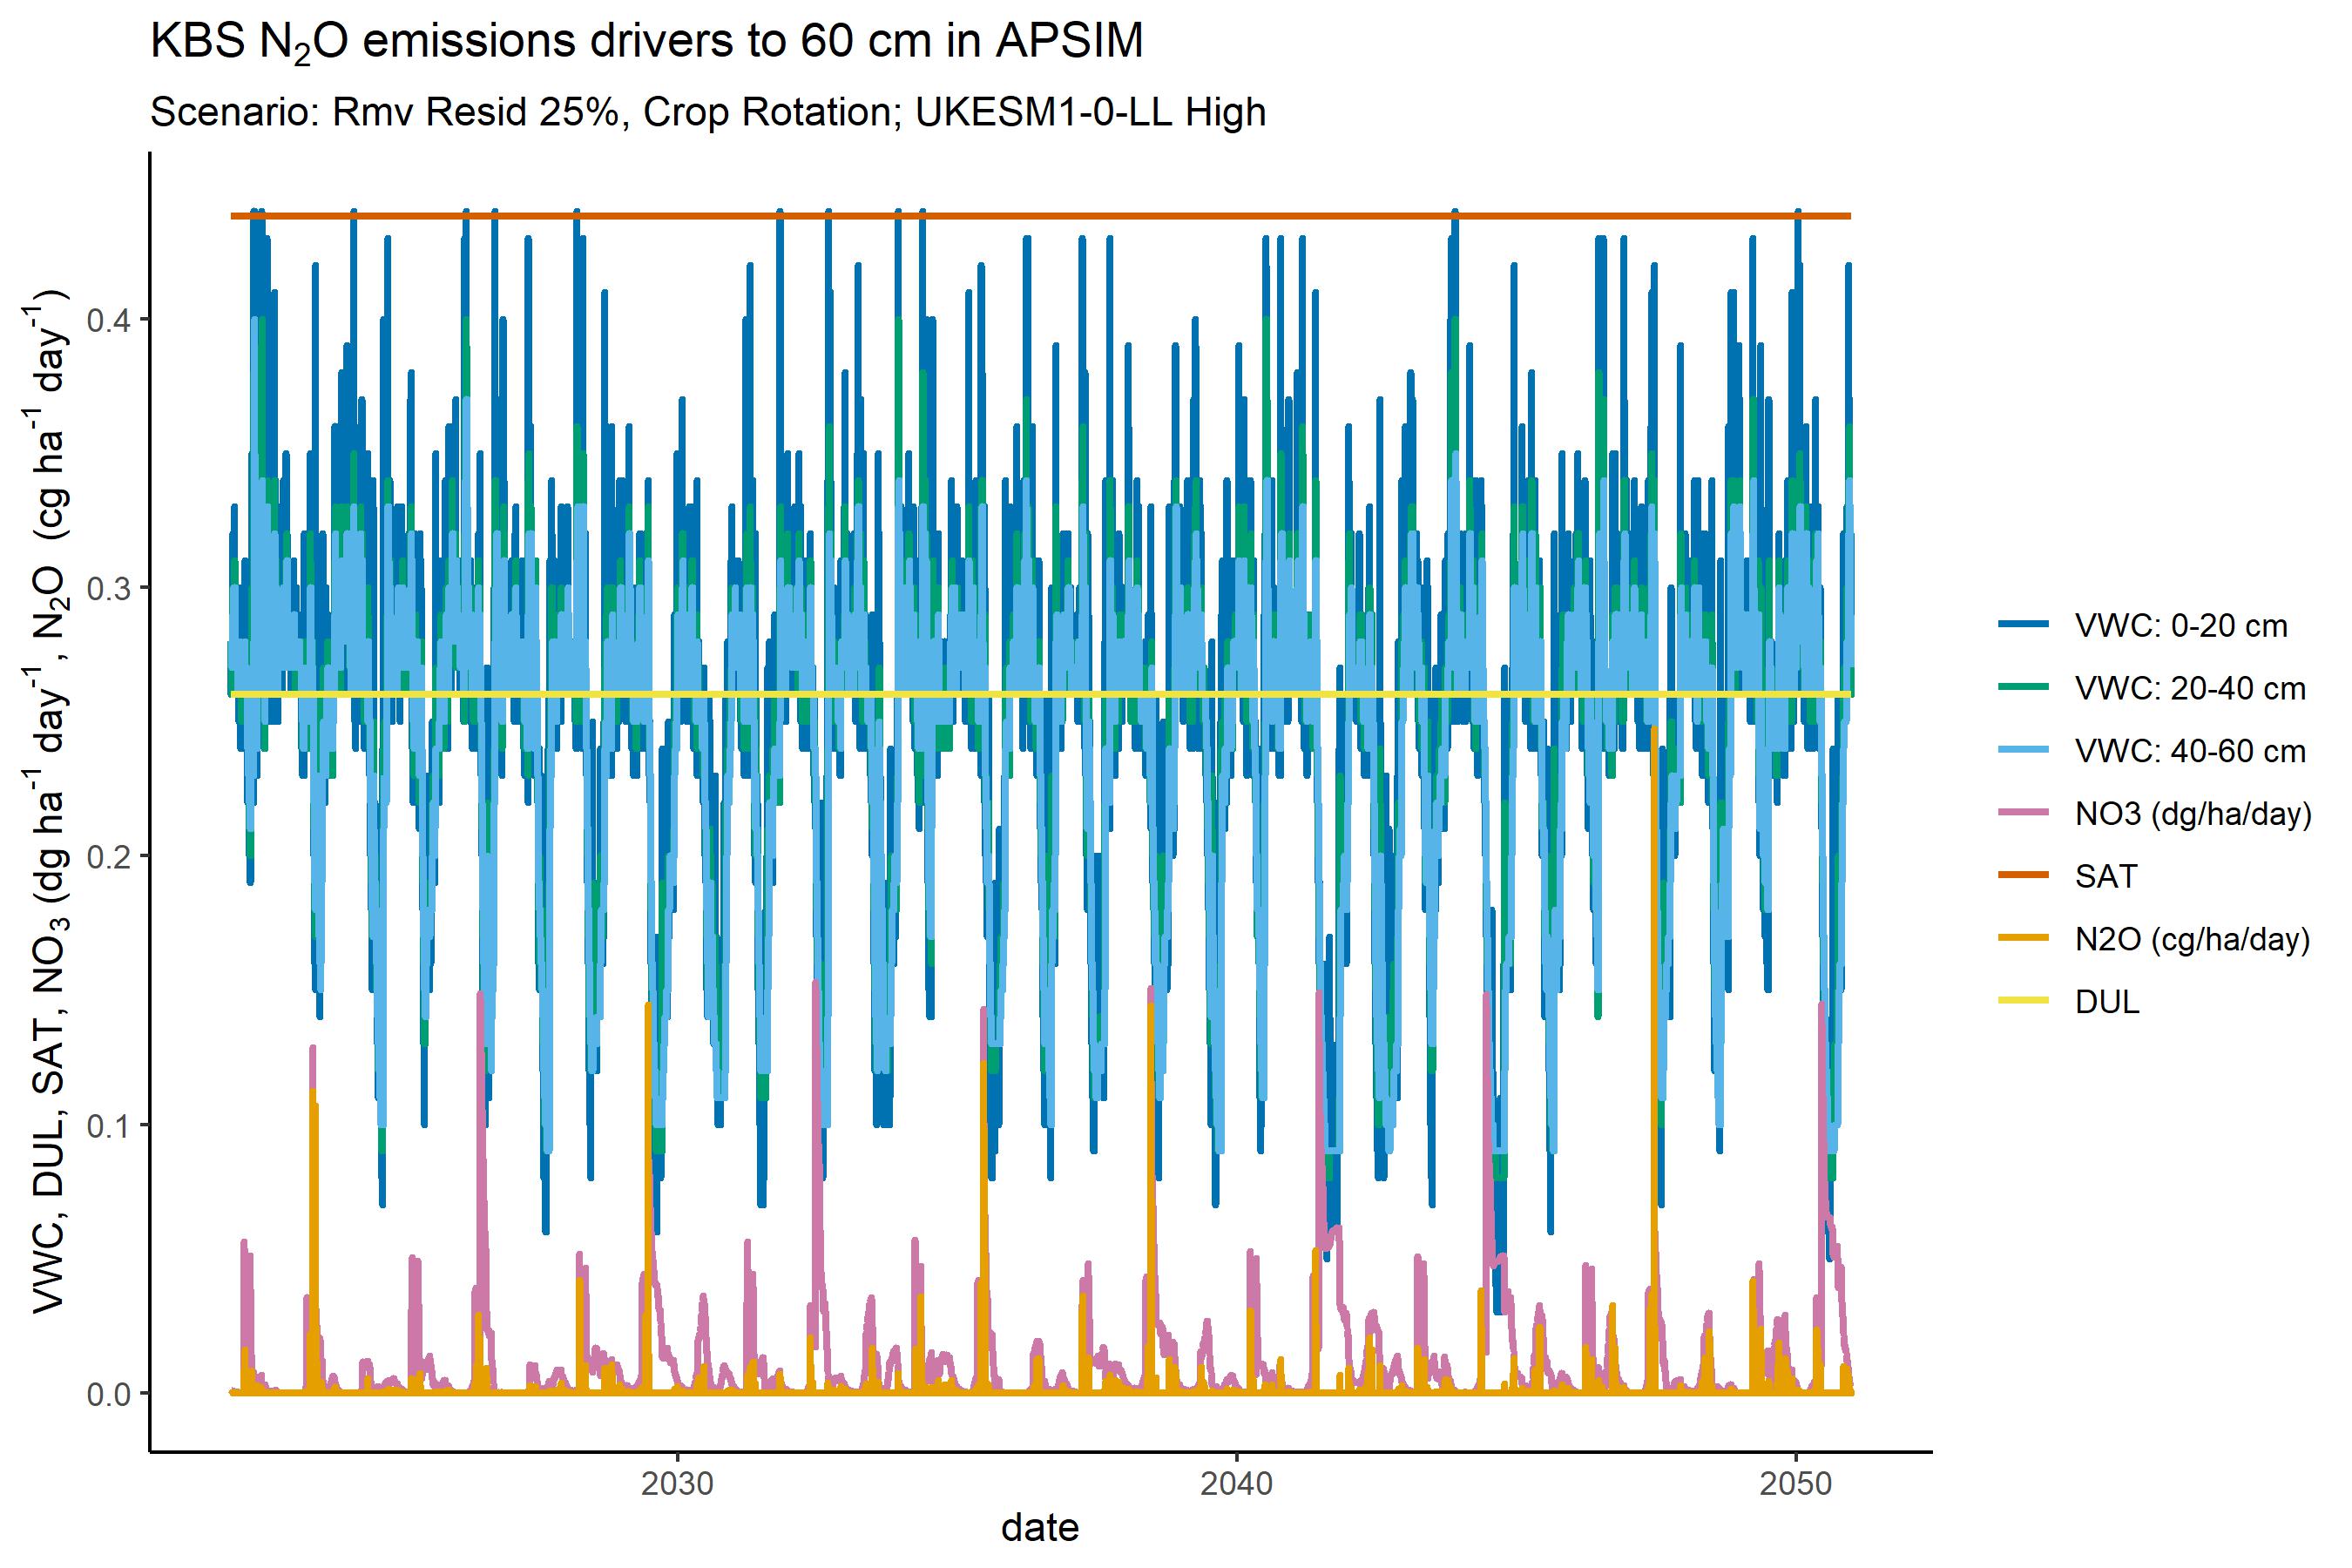 KBS N₂O emissions drivers to 60 cm in APSIM
Scenario: Rmv Resid 25%, Crop Rotation; UKESM1-0-LL High
VWC, DUL, SAT, NO₃ (dg ha⁻¹ day⁻¹, N₂O (cg ha⁻¹ day⁻¹)
0.4
0.3
0.2
0.1
0.0
2030
2040
2050
date
VWC: 0-20 cm
VWC: 20-40 cm
VWC: 40-60 cm
NO3 (dg/ha/day)
SAT
N2O (cg/ha/day)
DUL